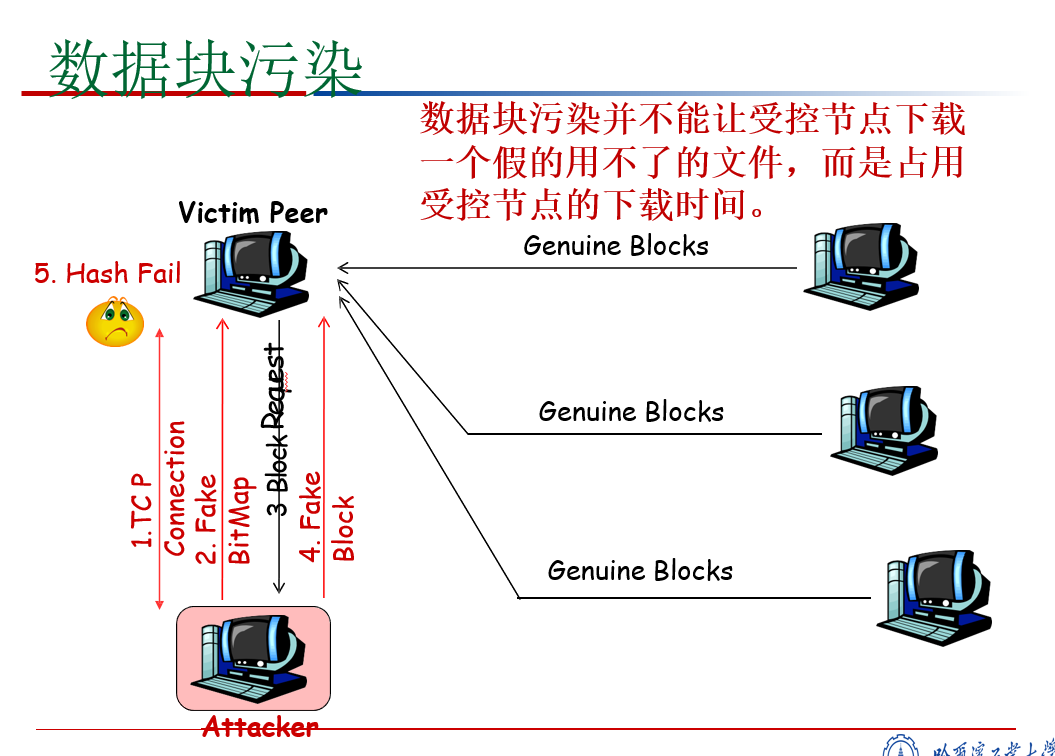 数据块污染
数据块污染并不能让受控节点下载
一个假的用不了的文件，而是占用
受控节点的下载时间。
Victim Peer
Genuine Blocks
5. Hash Fail
Genuine Blocks
1.TC P
Connection
2. Fake
BitMap
3 Block Request
4. Fake
Block
Genuine Blocks
Attacker
哈尔滨工业大学